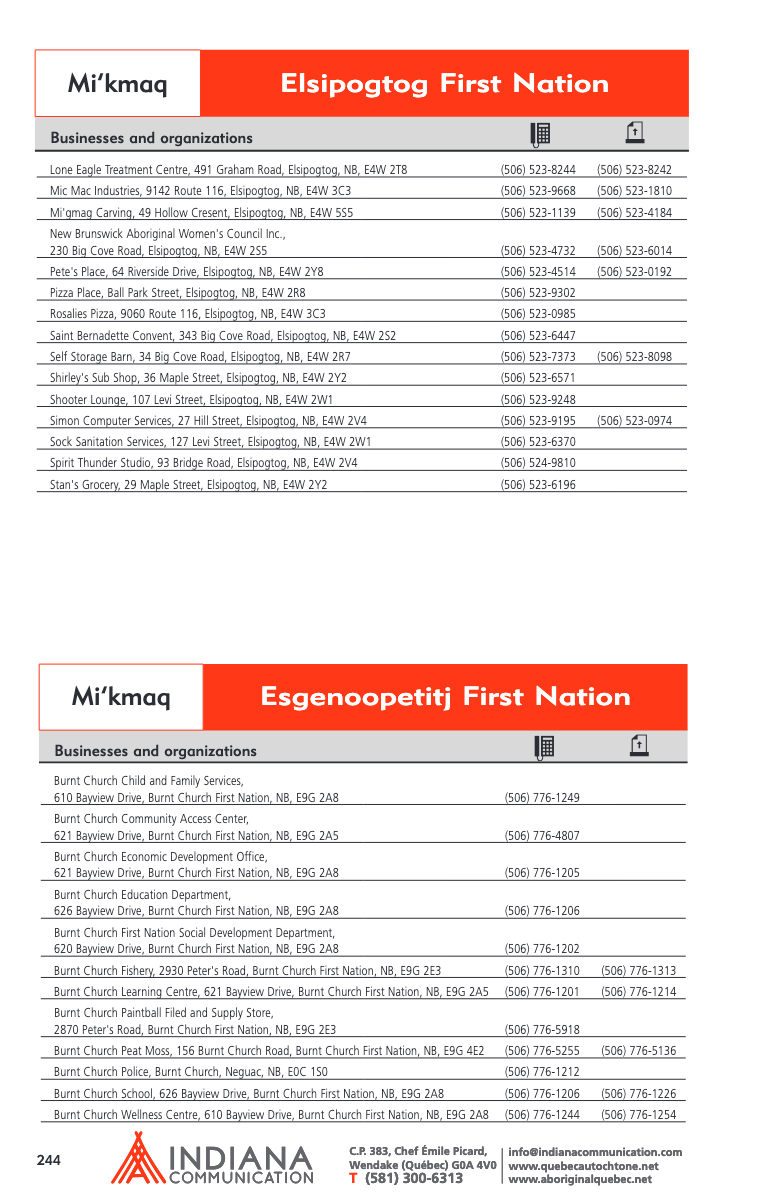 Mi‘kmaq Elsipogtog First Nation
Businesses and organizations
Lone Eagle Treatment Centre, 491 Graham Road, Elsipogtog, NB, E4W 2T8 (506) 523-8244 (506) 523-8242
Mic Mac Industries, 9142 Route 116, Elsipogtog, NB, E4W 3C3 (506) 523-9668 (506) 523-1810
Mi'gmag Carving, 49 Hollow Cresent, Elsipogtog, NB, E4W 5S5 (506) 523-1139 (506) 523-4184
New Brunswick Aboriginal Women's Council Inc.,
230 Big Cove Road, Elsipogtog, NB, E4W 2S5 (506) 523-4732 (506) 523-6014
Pete's Place, 64 Riverside Drive, Elsipogtog, NB, E4W 2Y8 (506) 523-4514 (506) 523-0192
Pizza Place, Ball Park Street, Elsipogtog, NB, E4W 2R8 (506) 523-9302
Rosalies Pizza, 9060 Route 116, Elsipogtog, NB, E4W 3C3 (506) 523-0985
Saint Bernadette Convent, 343 Big Cove Road, Elsipogtog, NB, E4W 2S2 (506) 523-6447
Self Storage Barn, 34 Big Cove Road, Elsipogtog, NB, E4W 2R7 (506) 523-7373 (506) 523-8098
Shirley's Sub Shop, 36 Maple Street, Elsipogtog, NB, E4W 2Y2 (506) 523-6571
Shooter Lounge, 107 Levi Street, Elsipogtog, NB, E4W 2W1 (506) 523-9248
Simon Computer Services, 27 Hill Street, Elsipogtog, NB, E4W 2V4 (506) 523-9195 (506) 523-0974
Sock Sanitation Services, 127 Levi Street, Elsipogtog, NB, E4W 2W1 (506) 523-6370
Spirit Thunder Studio, 93 Bridge Road, Elsipogtog, NB, E4W 2V4 (506) 524-9810
Stan's Grocery, 29 Maple Street, Elsipogtog, NB, E4W 2Y2 (506) 523-6196
Mi‘kmaq Esgenoopetitj First Nation
Businesses and organizations
Burnt Church Child and Family Services,
610 Bayview Drive, Burnt Church First Nation, NB, E9G 2A8 (506) 776-1249
Burnt Church Community Access Center,
621 Bayview Drive, Burnt Church First Nation, NB, E9G 2A5 (506) 776-4807
Burnt Church Economic Development Office,
621 Bayview Drive, Burnt Church First Nation, NB, E9G 2A8 (506) 776-1205
Burnt Church Education Department,
626 Bayview Drive, Burnt Church First Nation, NB, E9G 2A8 (506) 776-1206
Burnt Church First Nation Social Development Department,
620 Bayview Drive, Burnt Church First Nation, NB, E9G 2A8 (506) 776-1202
Burnt Church Fishery, 2930 Peter's Road, Burnt Church First Nation, NB, E9G 2E3 (506) 776-1310 (506) 776-1313
Burnt Church Learning Centre, 621 Bayview Drive, Burnt Church First Nation, NB, E9G 2A5 (506) 776-1201 (506) 776-1214
Burnt Church Paintball Filed and Supply Store,
2870 Peter's Road, Burnt Church First Nation, NB, E9G 2E3 (506) 776-5918
Burnt Church Peat Moss, 156 Burnt Church Road, Burnt Church First Nation, NB, E9G 4E2 (506) 776-5255 (506) 776-5136
Burnt Church Police, Burnt Church, Neguac, NB, E0C 1S0 (506) 776-1212
Burnt Church School, 626 Bayview Drive, Burnt Church First Nation, NB, E9G 2A8 (506) 776-1206 (506) 776-1226
Burnt Church Wellness Centre, 610 Bayview Drive, Burnt Church First Nation, NB, E9G 2A8 (506) 776-1244 (506) 776-1254
244
INDIANA
COMMUNICATION
C.P. 383, Chef Émile Picard,
Wendake (Québec) G0A 4V0
T (581) 300-6313
info@indianacommunication.com
www.quebecautochtone.net
www.aboriginalquebec.net